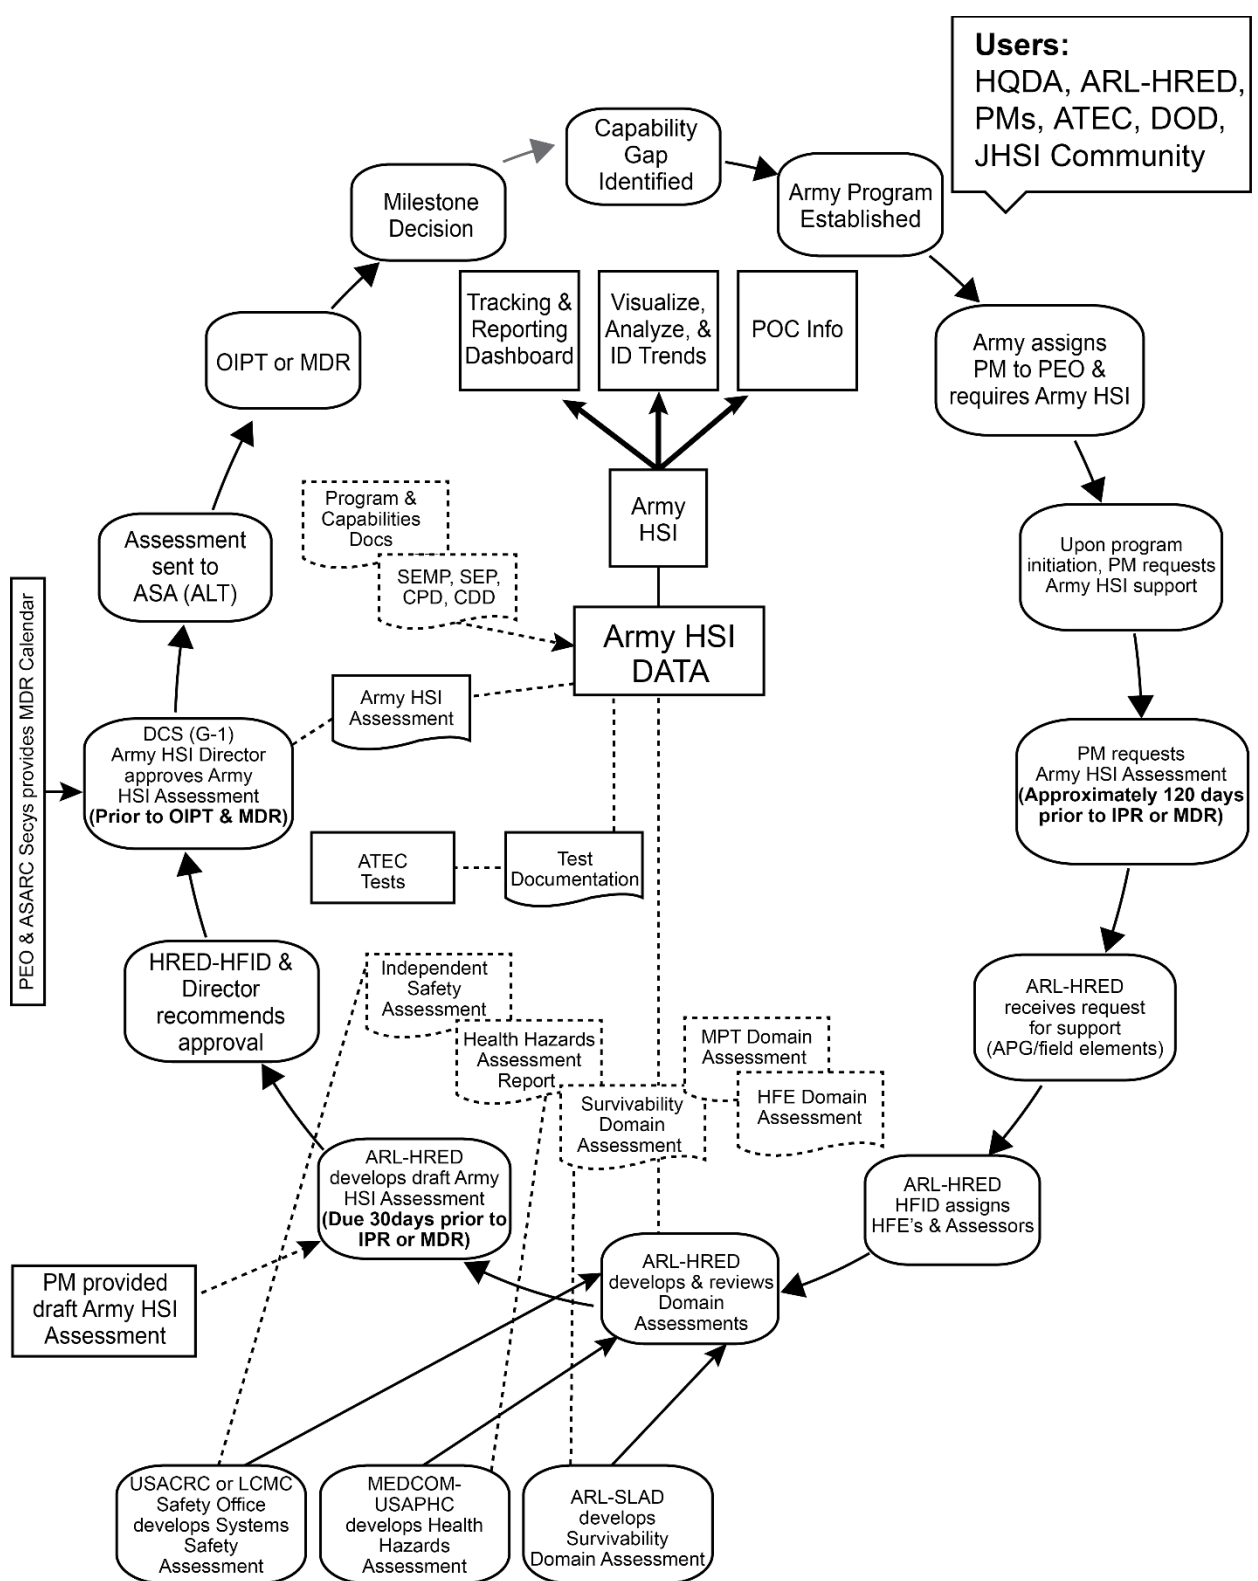 Users:
HQDA, ARL-HRED,
PMs, ATEC, DOD,
JHSI Community
Capability
Gap
Identified
Army Program
Established
Milestone
Decision
Tracking &
Reporting
Dashboard
Visualize,
Analyze, &
ID Trends
POC Info
OIPT or MDR
Army assigns
PM to PEO &
requires Army HSI
Army
HSI
Program &
Capabilities
Docs
SEMP, SEP,
CPD, CDD
Assessment
sent to
ASA (ALT)
Upon program
initiation, PM requests
Army HSI support
Army HSI
DATA
PEO & ASARC Secys provides MDR Calendar
Army HSI
Assessment
DCS (G-1)
Army HSI Director
approves Army
HSI Assessment
(Prior to OIPT & MDR)
PM requests
Army HSI Assessment
(Approximately 120 days
prior to IPR or MDR)
ATEC
Tests
Test
Documentation
HRED-HFID &
Director
recommends
approval
Independent
Safety
Assessment
Health Hazards
Assessment
Report
Survivability
Domain
Assessment
MPT Domain
Assessment
HFE Domain
Assessment
ARL-HRED
receives request
for support
(APG/field elements)
ARL-HRED
develops draft Army
HSI Assessment
(Due 30days prior to
IPR or MDR)
ARL-HRED
HFID assigns
HFE's & Assessors
ARL-HRED
develops & reviews
Domain
Assessments
PM provided
draft Army HSI
Assessment
USACRC or LCMC
Safety Office
develops Systems
Safety
Assessment
MEDCOM-
USAPHC
develops Health
Hazards
Assessment
ARL-SLAD
develops
Survivability
Domain Assessment